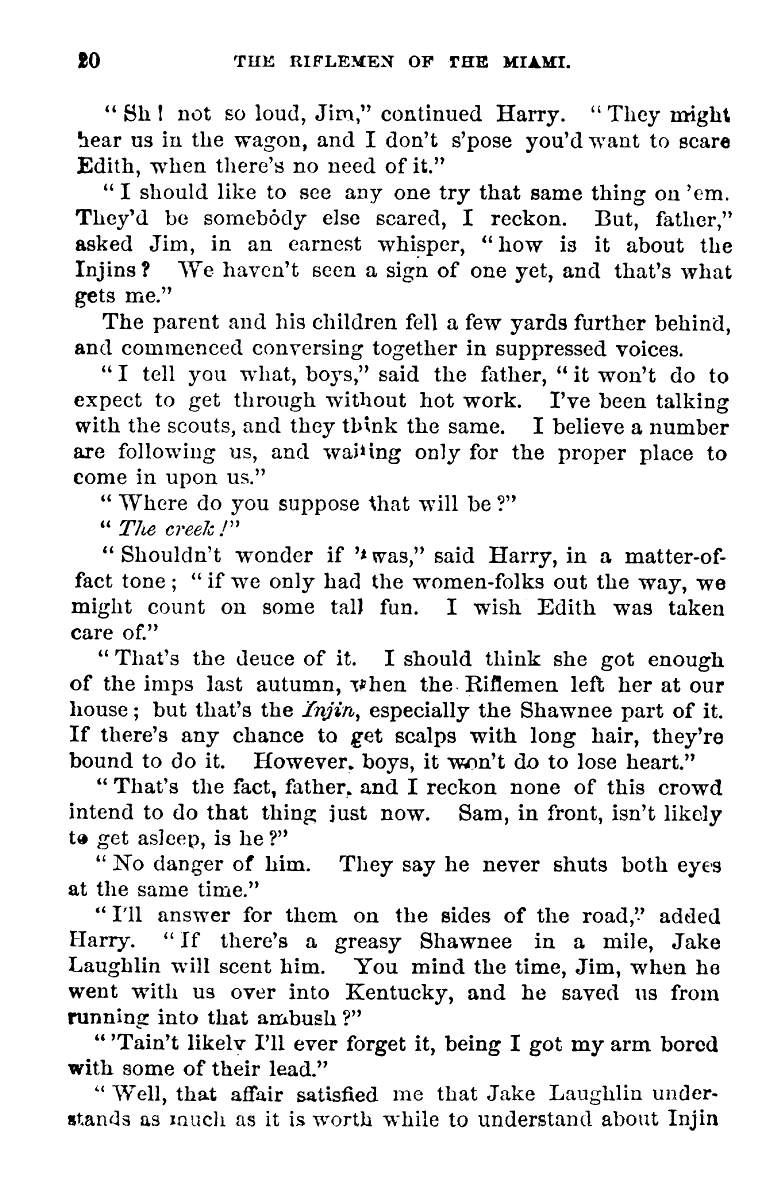 20 THE RIFLEMEN OF THE MIAMI.
“Sh! not so loud, Jim,” continued Harry. “They might
hear us in the wagon, and I don’t s’pose you’d want to scare
Edith, when there’s no need of it.”
“I should like to see any one try that same thing on ’em.
They’d be somebody else scared, I reckon. But, father,”
asked Jim, in an earnest whisper, “how is it about the
Injins? We haven’t seen a sign of one yet, and that’s what
gets me.”
The parent and his children fell a few yards further behind,
and commenced conversing together in suppressed voices.
“I tell you what, boys,” said the father, “it won’t do to
expect to get through without hot work. I’ve been talking
with the scouts, and they think the same. I believe a number
are following us, and waiting only for the proper place to
come in upon us.”
“Where do you suppose that will be?”
“The creek!”
“Shouldn’t wonder if ’t was,” said Harry, in a matter-of-
fact tone; “if we only had the women-folks out the way, we
might count on some tall fun. I wish Edith was taken
care of.”
“That’s the deuce of it. I should think she got enough
of the imps last autumn, when the Riflemen left her at our
house; but that’s the Injin, especially the Shawnee part of it.
If there’s any chance to get scalps with long hair, they’re
bound to do it. However, boys, it won’t do to lose heart.”
“That’s the fact, father, and I reckon none of this crowd
intend to do that thing just now. Sam, in front, isn’t likely
to get asleep, is he?”
“No danger of him. They say he never shuts both eyes
at the same time.”
“I’ll answer for them on the sides of the road,” added
Harry. “If there’s a greasy Shawnee in a mile, Jake
Laughlin will scent him. You mind the time, Jim, when he
went with us over into Kentucky, and he saved us from
running into that ambush?”
“’Tain’t likely I’ll ever forget it, being I got my arm bored
with some of their lead.”
“Well, that affair satisfied me that Jake Laughlin under-
stands as much as it is worth while to understand about Injin